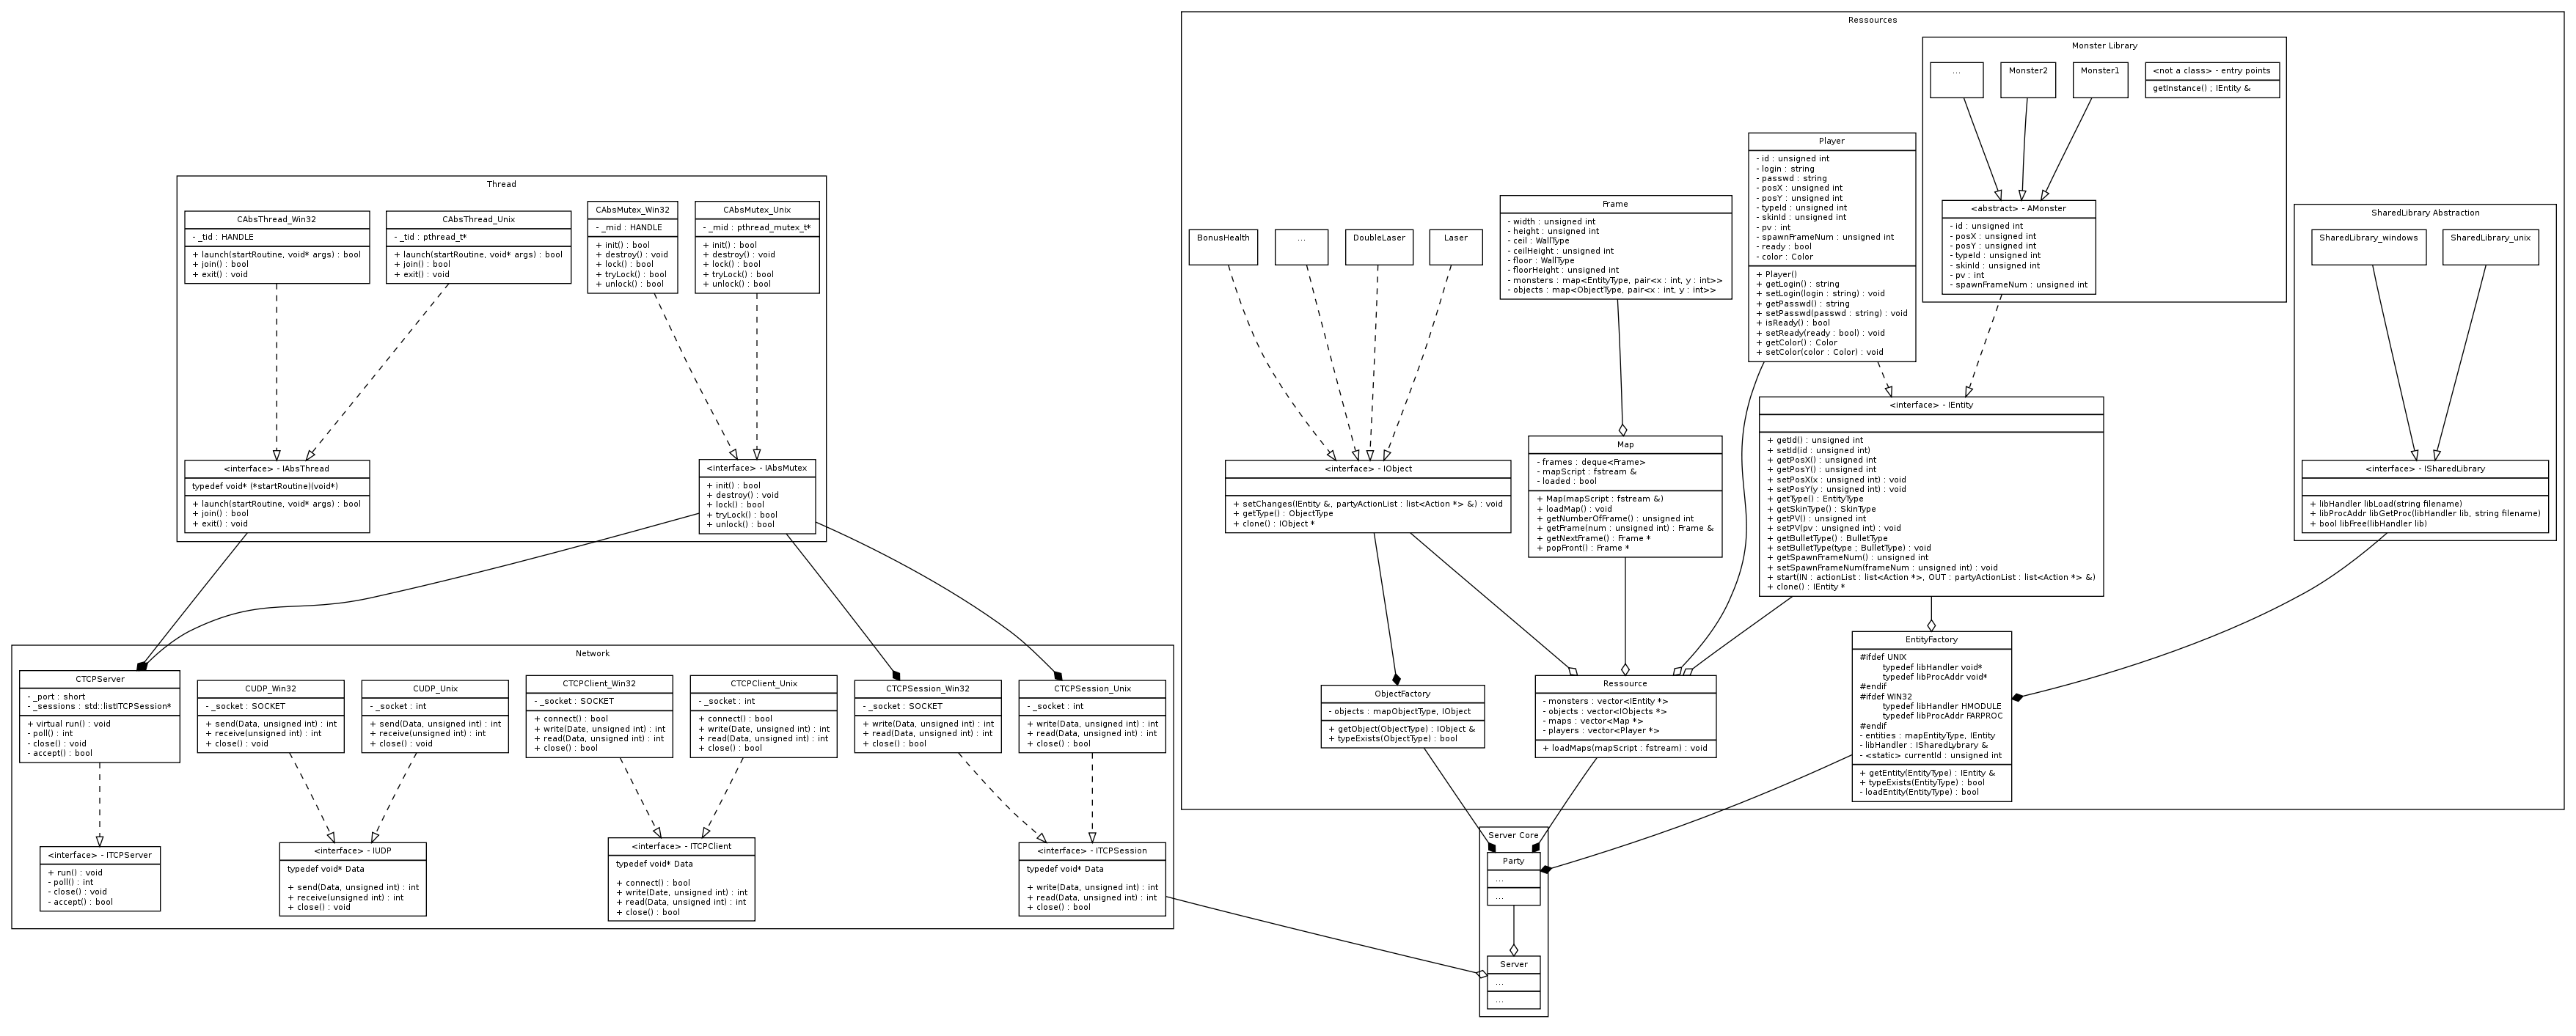 Thread
CAbsThread_Win32
- _tid : HANDLE
+ launch(startRoutine, void* args) : bool
+ join() : bool
+ exit() : void
CAbsThread_Unix
- _tid : pthread_t*
+ launch(startRoutine, void* args) : bool
+ join() : bool
+ exit() : void
CAbsMutex_Win32
- _mid : HANDLE
+ init() : bool
+ destroy() : void
+ lock() : bool
+ tryLock() : bool
+ unlock() : bool
CAbsMutex_Unix
- _mid : pthread_mutex_t*
+ init() : bool
+ destroy() : void
+ lock() : bool
+ tryLock() : bool
+ unlock() : bool
<interface> - IAbsThread
typedef void* (*startRoutine)(void*)
+ launch(startRoutine, void* args) : bool
+ join() : bool
+ exit() : void
<interface> - IAbsMutex
+ init() : bool
+ destroy() : void
+ lock() : bool
+ tryLock() : bool
+ unlock() : bool
Network
CTCPServer
- _port : short
- _sessions : std::listITCPSession*
+ virtual run() : void
- poll() : int
- close() : void
- accept() : bool
CUDP_Win32
- _socket : SOCKET
+ send(Data, unsigned int) : int
+ receive(unsigned int) : int
+ close() : void
CUDP_Unix
- _socket : int
+ send(Data, unsigned int) : int
+ receive(unsigned int) : int
+ close() : void
CTCPClient_Win32
- _socket : SOCKET
+ connect() : bool
+ write(Date, unsigned int) : int
+ read(Data, unsigned int) : int
+ close() : bool
CTCPClient_Unix
- _socket : int
+ connect() : bool
+ write(Date, unsigned int) : int
+ read(Data, unsigned int) : int
+ close() : bool
CTCPSession_Win32
- _socket : SOCKET
+ write(Data, unsigned int) : int
+ read(Data, unsigned int) : int
+ close() : bool
CTCPSession_Unix
- _socket : int
+ write(Data, unsigned int) : int
+ read(Data, unsigned int) : int
+ close() : bool
<interface> - ITCPServer
+ run() : void
- poll() : int
- close() : void
- accept() : bool
<interface> - IUDP
typedef void* Data
+ send(Data, unsigned int) : int
+ receive(unsigned int) : int
+ close() : void
<interface> - ITCPClient
typedef void* Data
+ connect() : bool
+ write(Date, unsigned int) : int
+ read(Data, unsigned int) : int
+ close() : bool
<interface> - ITCPSession
typedef void* Data
+ write(Data, unsigned int) : int
+ read(Data, unsigned int) : int
+ close() : bool
Ressources
Monster Library
...
Monster2
Monster1
<not a class> - entry points
getInstance() ; IEntity &
<abstract> - AMonster
- id : unsigned int
- posX : unsigned int
- posY : unsigned int
- typeId : unsigned int
- skinId : unsigned int
- pv : int
- spawnFrameNum : unsigned int
SharedLibrary Abstraction
SharedLibrary_windows
SharedLibrary_unix
<interface> - ISharedLibrary
+ libHandler libLoad(string filename)
+ libProcAddr libGetProc(libHandler lib, string filename)
+ bool libFree(libHandler lib)
BonusHealth
...
DoubleLaser
Laser
Frame
- width : unsigned int
- height : unsigned int
- ceil : WallType
- ceilHeight : unsigned int
- floor : WallType
- floorHeight : unsigned int
- monsters : map<EntityType, pair<x : int, y : int>>
- objects : map<ObjectType, pair<x : int, y : int>>
Player
- id : unsigned int
- login : string
- passwd : string
- posX : unsigned int
- posY : unsigned int
- typeId : unsigned int
- skinId : unsigned int
- pv : int
- spawnFrameNum : unsigned int
- ready : bool
- color : Color
+ Player()
+ getLogin() : string
+ setLogin(login : string) : void
+ getPasswd() : string
+ setPasswd(passwd : string) : void
+ isReady() : bool
+ setReady(ready : bool) : void
+ getColor() : Color
+ setColor(color : Color) : void
<interface> - IObject
+ setChanges(IEntity &, partyActionList : list<Action *> &) : void
+ getType() : ObjectType
+ clone() : IObject *
Map
- frames : deque<Frame>
- mapScript : fstream &
- loaded : bool
+ Map(mapScript : fstream &)
+ loadMap() : void
+ getNumberOfFrame() : unsigned int
+ getFrame(num : unsigned int) : Frame &
+ getNextFrame() : Frame *
+ popFront() : Frame *
<interface> - IEntity
+ getId() : unsigned int
+ setId(id : unsigned int)
+ getPosX() : unsigned int
+ getPosY() : unsigned int
+ setPosX(x : unsigned int) : void
+ setPosY(y : unsigned int) : void
+ getType() : EntityType
+ getSkinType() : SkinType
+ getPV() : unsigned int
+ setPV(pv : unsigned int) : void
+ getBulletType() : BulletType
+ setBulletType(type ; BulletType) : void
+ getSpawnFrameNum() : unsigned int
+ setSpawnFrameNum(frameNum : unsigned int) : void
+ start(IN : actionList : list<Action *>, OUT : partyActionList : list<Action *> &)
+ clone() : IEntity *
ObjectFactory
- objects : mapObjectType, IObject
+ getObject(ObjectType) : IObject &
+ typeExists(ObjectType) : bool
Ressource
- monsters : vector<IEntity *>
- objects : vector<IObjects *>
- maps : vector<Map *>
- players : vector<Player *>
+ loadMaps(mapScript : fstream) : void
EntityFactory
#ifdef UNIX
typedef libHandler void*
typedef libProcAddr void*
#endif
#ifdef WIN32
typedef libHandler HMODULE
typedef libProcAddr FARPROC
#endif
- entities : mapEntityType, IEntity
- libHandler : ISharedLybrary &
- <static> currentId : unsigned int
+ getEntity(EntityType) : IEntity &
+ typeExists(EntityType) : bool
- loadEntity(EntityType) : bool
Server Core
Party
...
...
Server
...
...